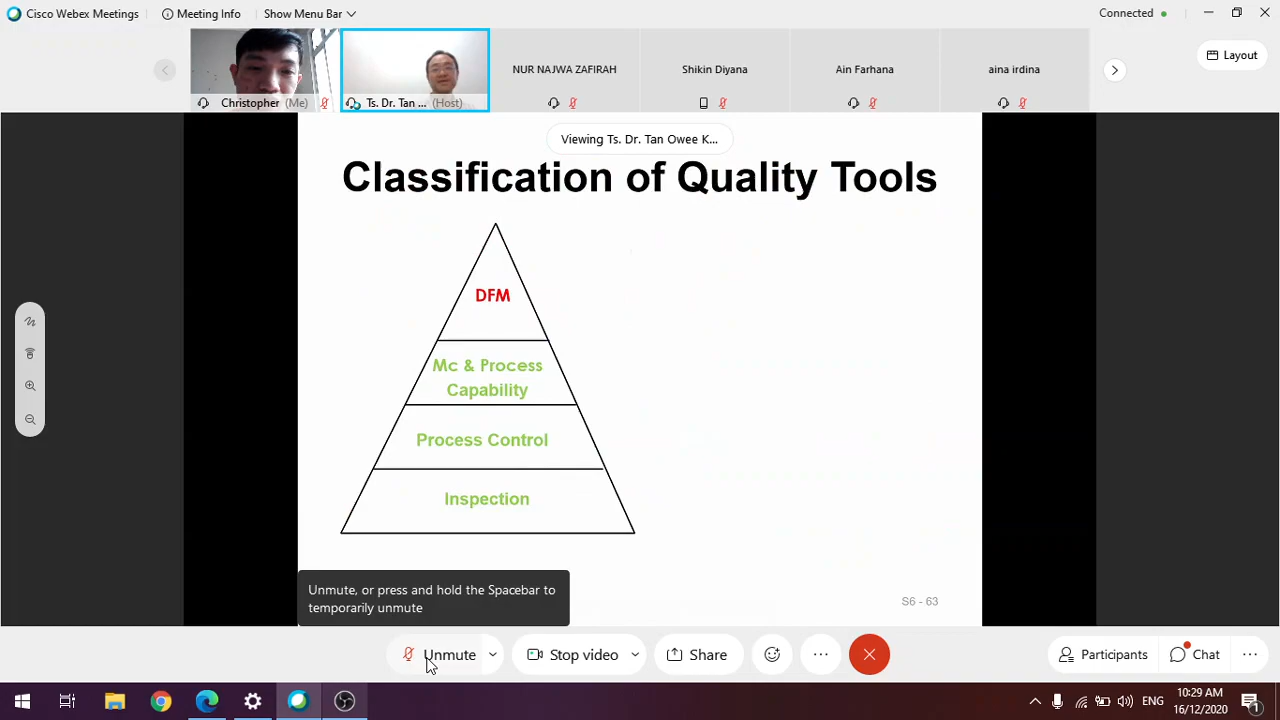 Cisco Webex Meetings
Meeting Info
Show Menu Bar
Connected
Christopher (Me)
Ts. Dr. Tan ... (Host)
NUR NAJWA ZAFIRAH
Shikin Diyana
Ain Farhana
aina irdina
Layout
Viewing Ts. Dr. Tan Owee K...
Classification of Quality Tools
DFM
Mc & Process
Capability
Process Control
Inspection
Unmute, or press and hold the Spacebar to
temporarily unmute
S6 - 63
Unmute
Stop video
Share
Participants
Chat
ENG
10:29 AM
16/12/2020
1